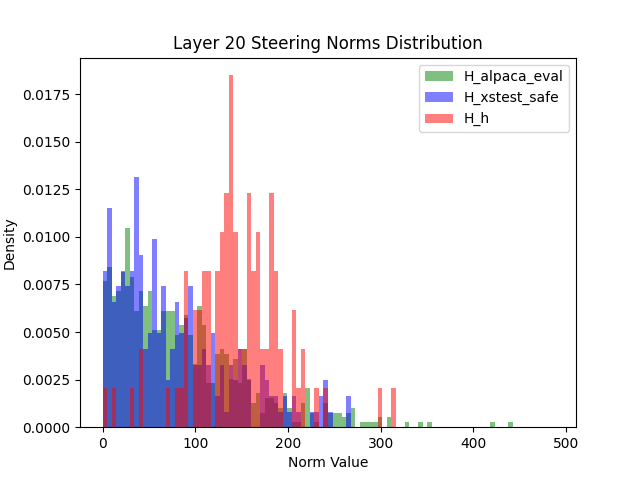 Layer 20 Steering Norms Distribution
H_alpaca_eval
H_xstest_safe
H_h
0.0175
0.0150
0.0125
0.0100
0.0075
0.0050
0.0025
0.0000
Density
0 100 200 300 400 500
Norm Value